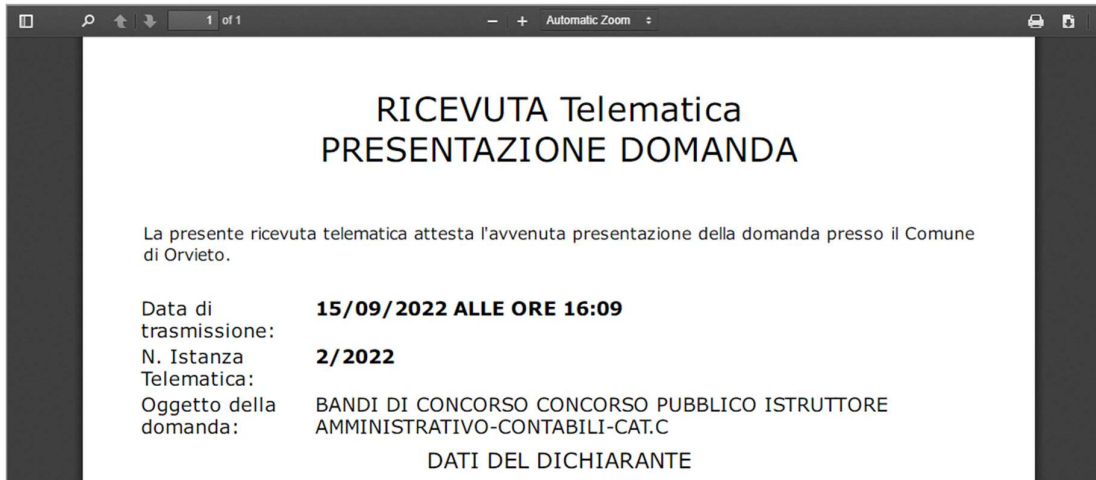 1 of 1
Automatic Zoom
RICEVUTA Telematica
PRESENTAZIONE DOMANDA
La presente ricevuta telematica attesta l'avvenuta presentazione della domanda presso il Comune
di Orvieto.
Data di
trasmissione:
15/09/2022 ALLE ORE 16:09
N. Istanza
Telematica:
2/2022
Oggetto della
domanda:
BANDI DI CONCORSO CONCORSO PUBBLICO ISTRUTTORE
AMMINISTRATIVO-CONTABILI-CAT.C
DATI DEL DICHIARANTE